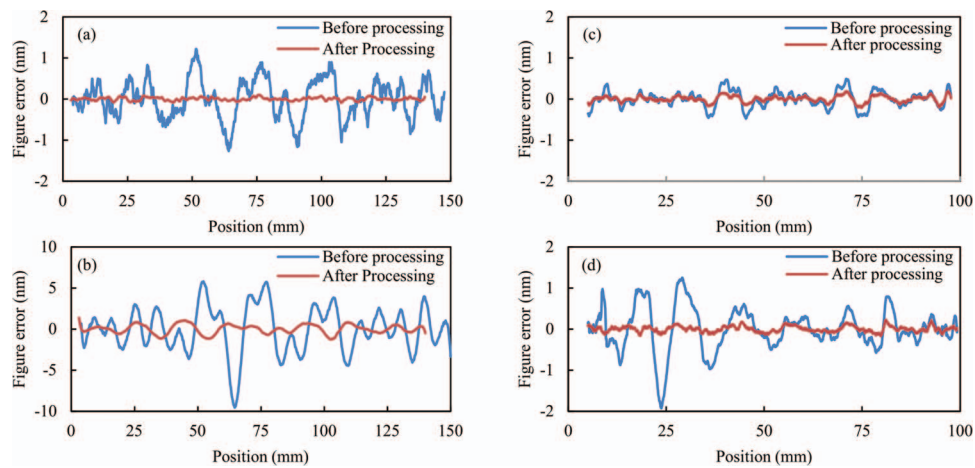 (a)
Before processing
After Processing
Figure error (nm)
2
1
0
-1
-2
0 25 50 75 100 125 150
Position (mm)
(c)
Before processing
After processing
Figure error (nm)
2
1
0
-1
-2
0 25 50 75 100
Position (mm)
(b)
Before processing
After Processing
Figure error (nm)
10
5
0
-5
-10
0 25 50 75 100 125 150
Position (mm)
(d)
Before processing
After processing
Figure error (nm)
2
1
0
-1
-2
0 25 50 75 100
Position (mm)